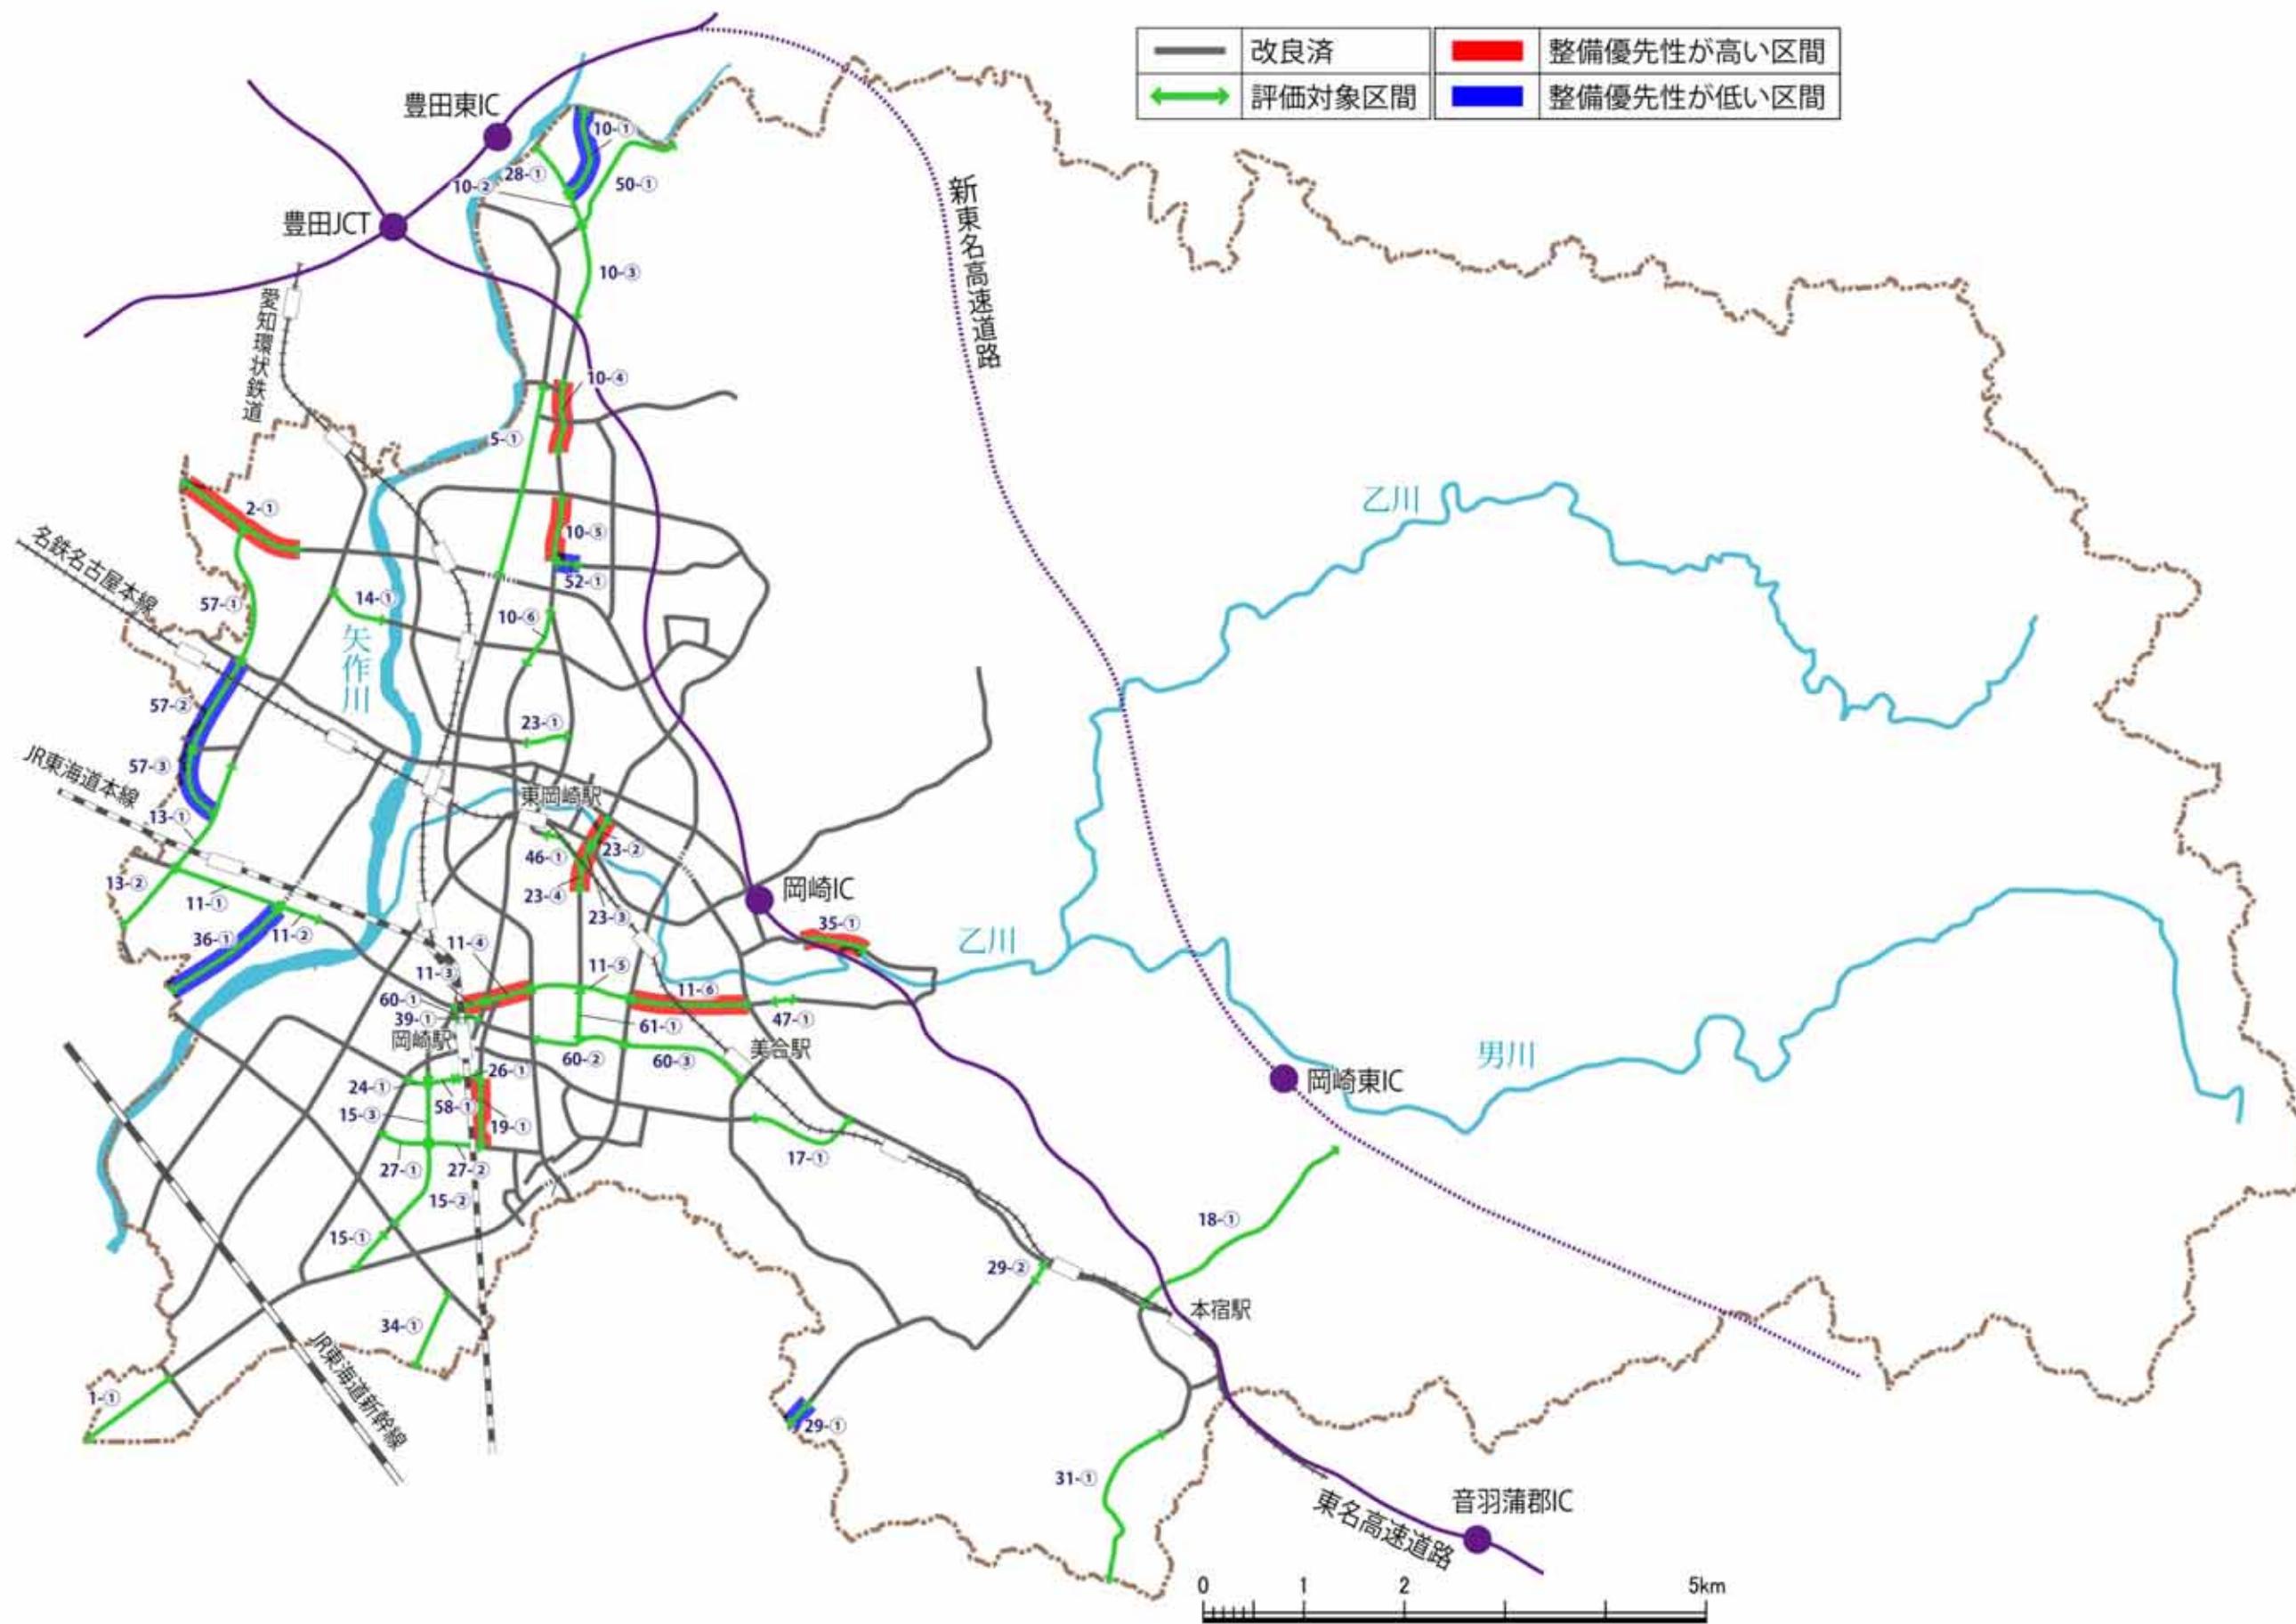 改良済
整備優先性が高い区間
評価対象区間
整備優先性が低い区間
豊田東IC
10-①
28-①
10-②
50-①
豊田JCT
新東名高速道路
10-③
愛知環状鉄道
10-④
5-①
2-①
乙川
名鉄名古屋本線
10-⑤
52-①
57-①
14-①
10-⑥
矢作川
57-②
23-①
57-③
JR東海道本線
東岡崎駅
13-①
46-①
23-②
13-②
岡崎IC
23-④
11-①
23-③
35-①
36-①
11-②
11-④
乙川
11-③
11-⑤
11-⑥
60-①
39-①
61-①
47-①
岡崎駅
60-②
60-③
美合駅
男川
26-①
岡崎東IC
24-①
58-①
15-③
19-①
27-①
27-②
17-①
15-②
18-①
15-①
29-②
本宿駅
34-①
JR東海道新幹線
1-①
29-①
31-①
東名高速道路
音羽蒲郡IC
0 1 2 5km